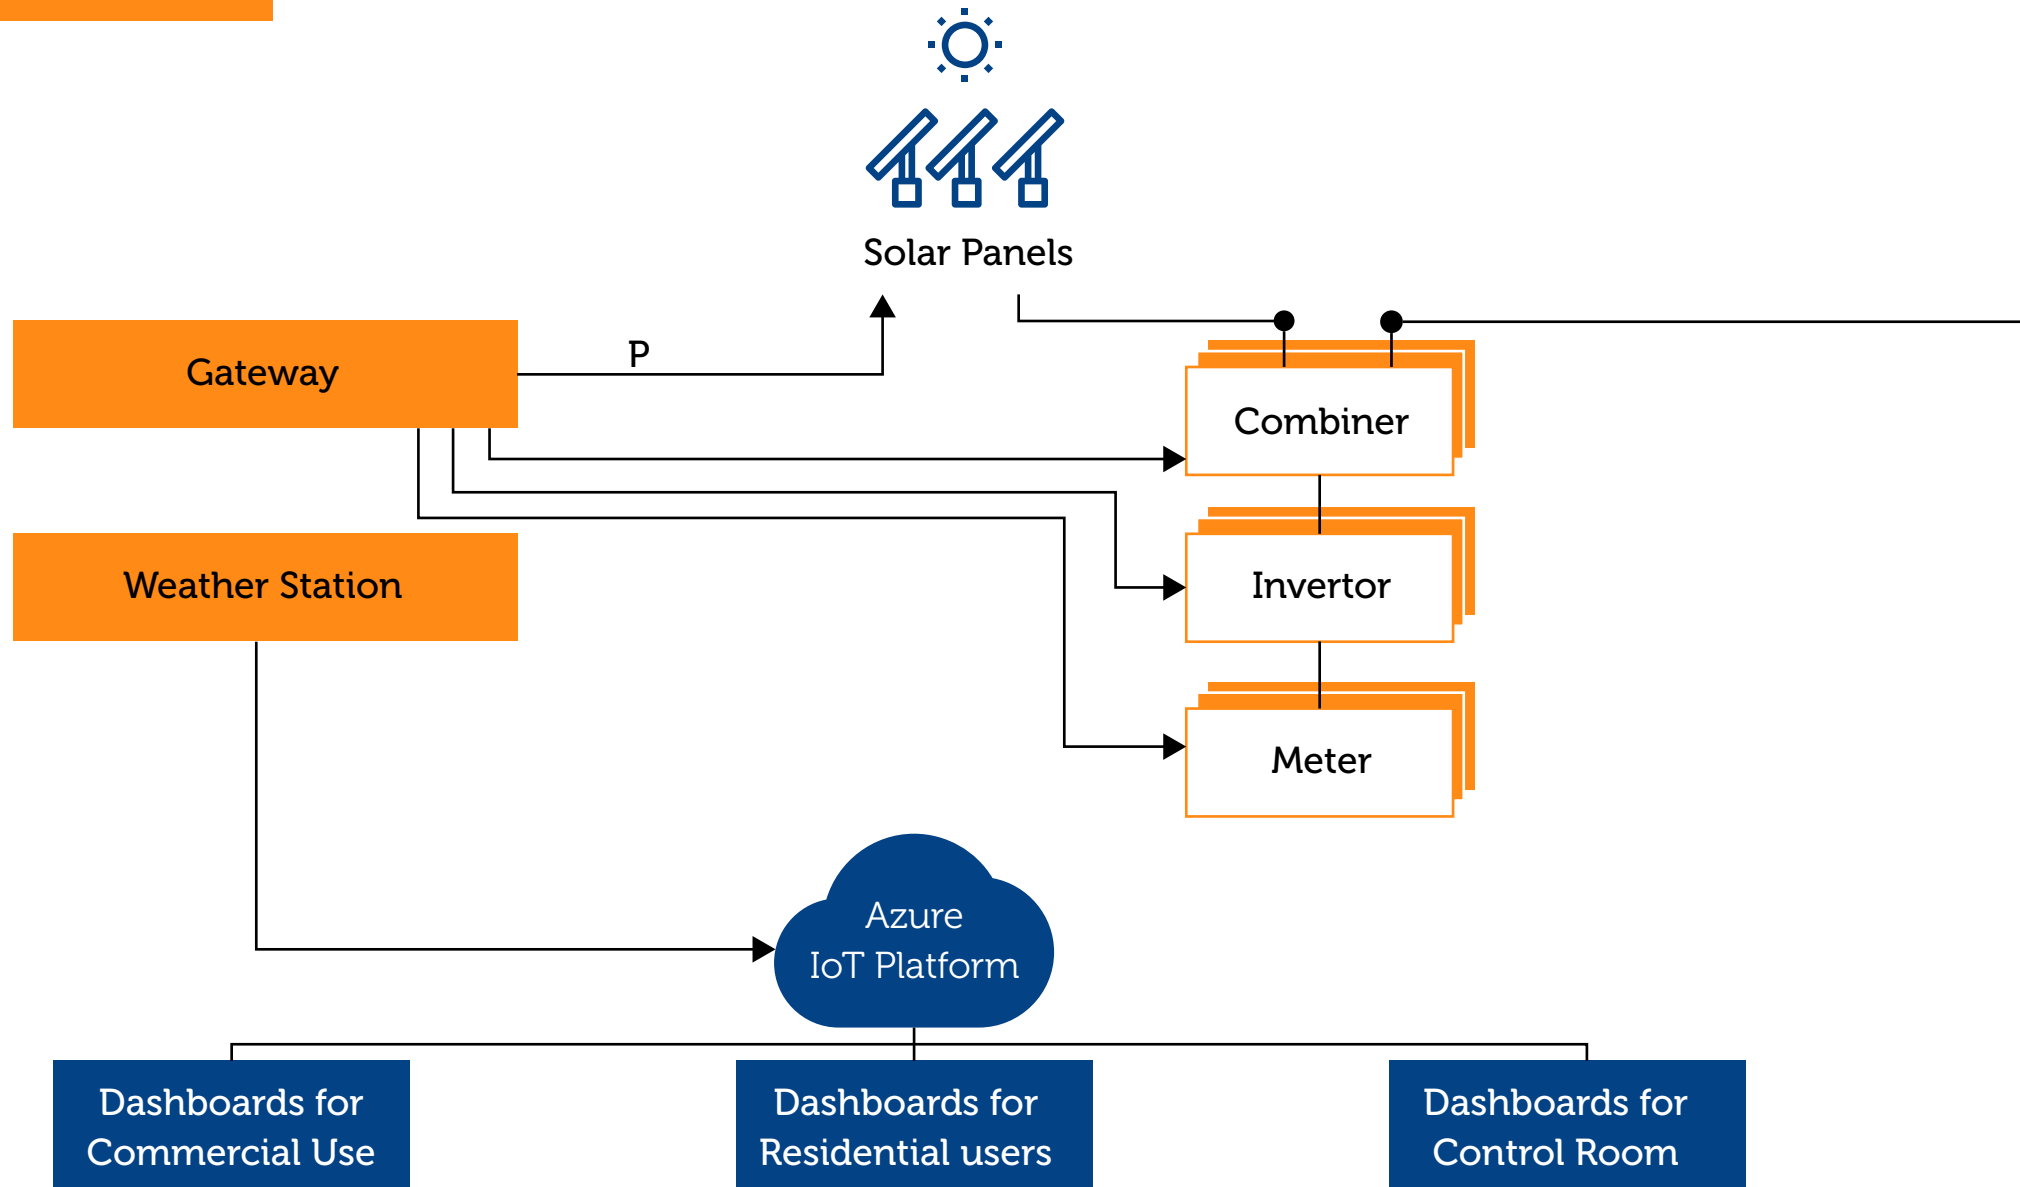 Solar Panels
P
Gateway
Combiner
Weather Station
Invertor
Meter
Azure
IoT Platform
Dashboards for
Commercial Use
Dashboards for
Residential users
Dashboards for
Control Room